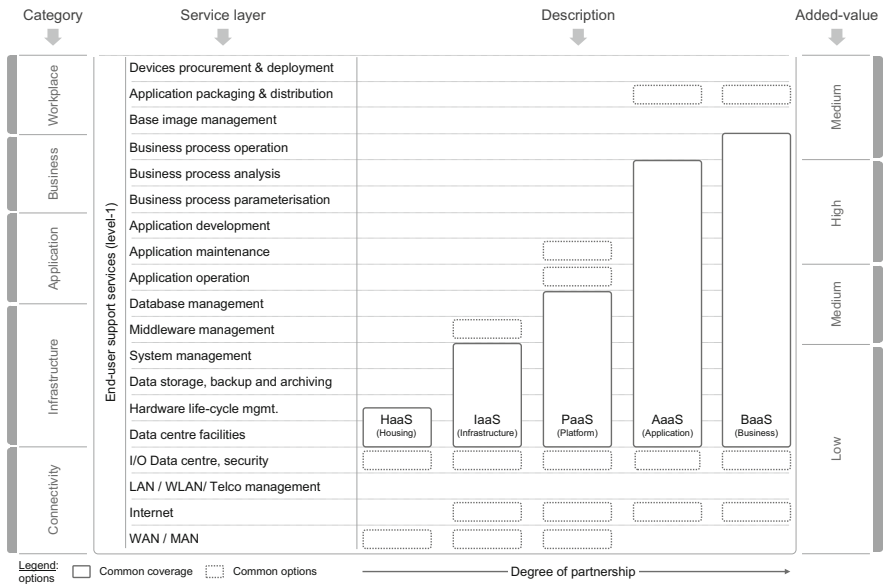 Category
Service layer
Description
Added-value
Workplace
Business
Application
Infrastructure
Connectivity
End-user support services (level-1)
Devices procurement & deployment
Application packaging & distribution
Base image management
Business process operation
Business process analysis
Business process parameterisation
Application development
Application maintenance
Application operation
Database management
Middleware management
System management
Data storage, backup and archiving
Hardware life-cycle mgmt.
Data centre facilities
I/O Data centre, security
LAN / WLAN/ Telco management
Internet
WAN / MAN
HaaS
(Housing)
IaaS
(Infrastructure)
PaaS
(Platform)
AaaS
(Application)
BaaS
(Business)
Medium
High
Medium
Low
Legend:
options
Common coverage
Common options
Degree of partnership